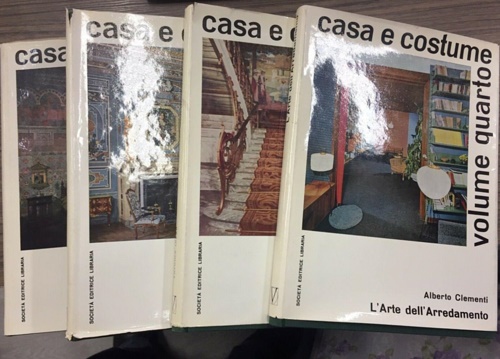 casa
casa e c
casa e c
casa e costume
volume quarto
SOCIETÀ EDITRICE LIBRARIA
SOCIETÀ EDITRICE LIBRARIA
SOCIETÀ EDITRICE LIBRARIA
SOCIETÀ EDITRICE LIBRARIA
Alberto Clementi
L'Arte dell'Arredamento